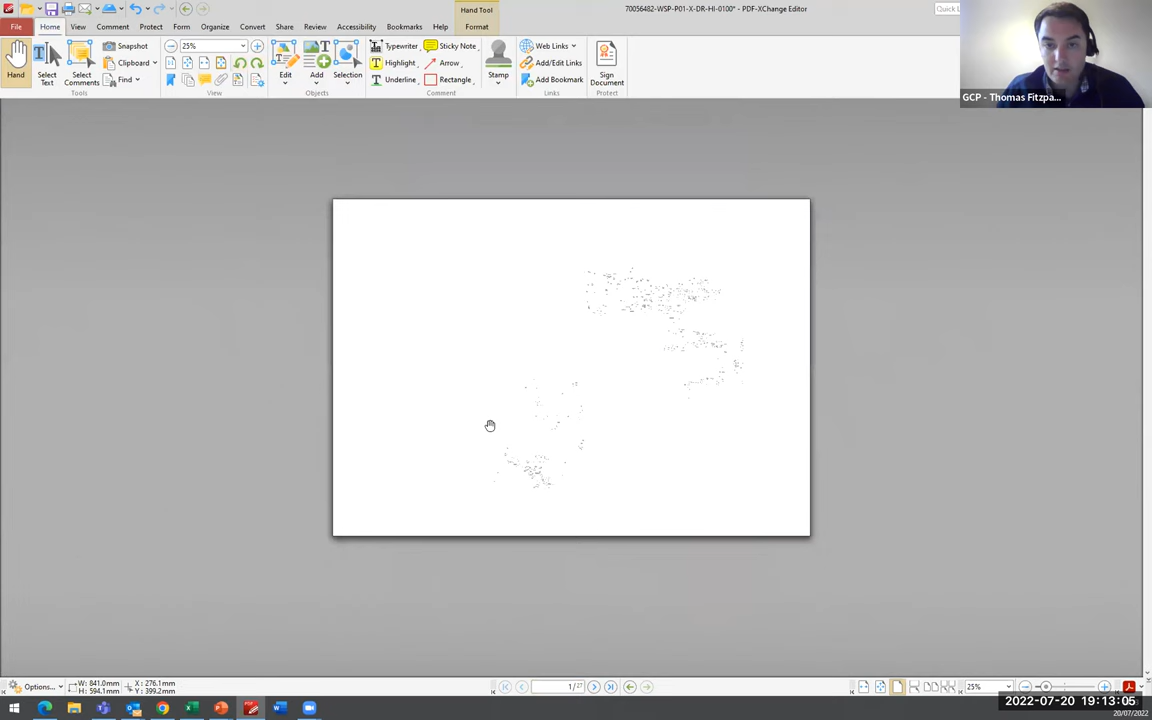 Hand Tool
70056482-WSP-P01-X-DR-HI-0100* - PDF-XChange Editor
Quick L
File Home View Comment Protect Form Organize Convert Share Review Accessibility Bookmarks Help Format
Hand
Select Text
Select Comments
Snapshot
Clipboard
Find
Tools
25%
View
Edit
Add
Selection
Objects
Typewriter
Highlight
Underline
Sticky Note
Arrow
Rectangle
Stamp
Comment
Web Links
Add/Edit Links
Add Bookmark
Links
Sign Document
Protect
GCP - Thomas Fitzpa...
Options...
W: 841.0mm
H: 594.1mm
X : 276.1mm
Y : 399.2mm
1/27
25%
2022-07-20 19:13:05
20/07/2022